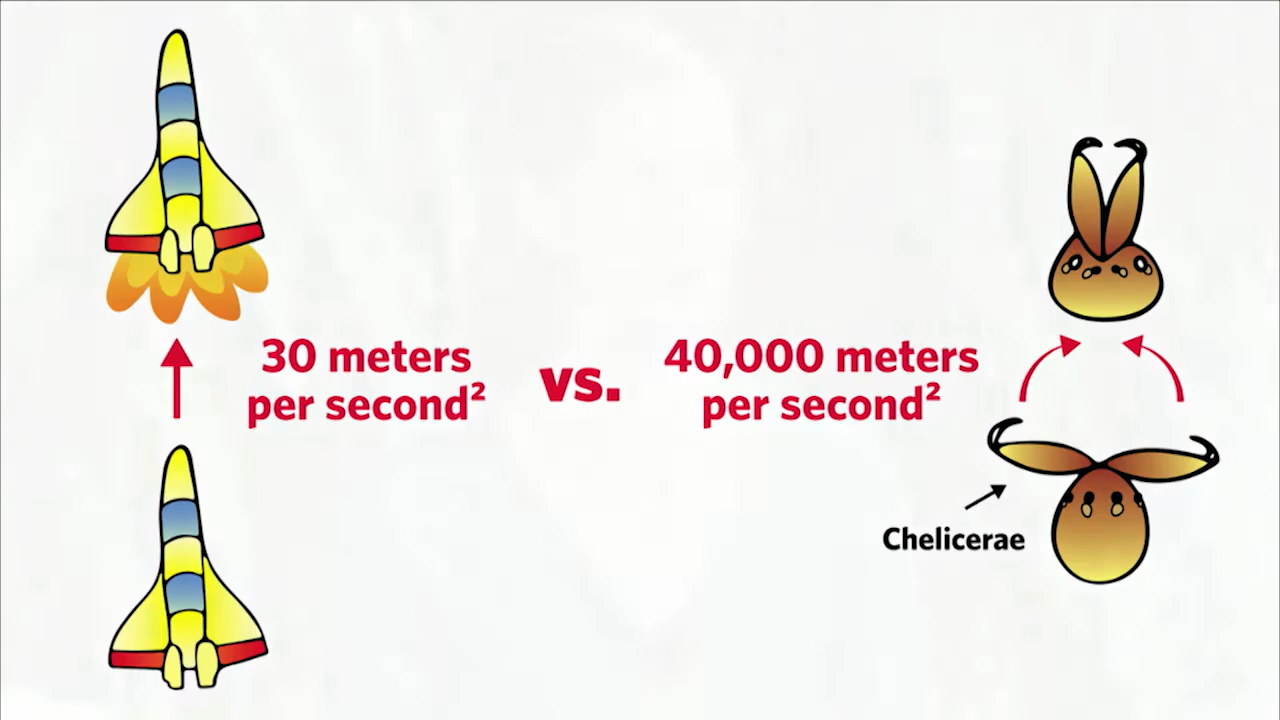 30 meters
per second²
vs.
40,000 meters
per second²
Chelicerae